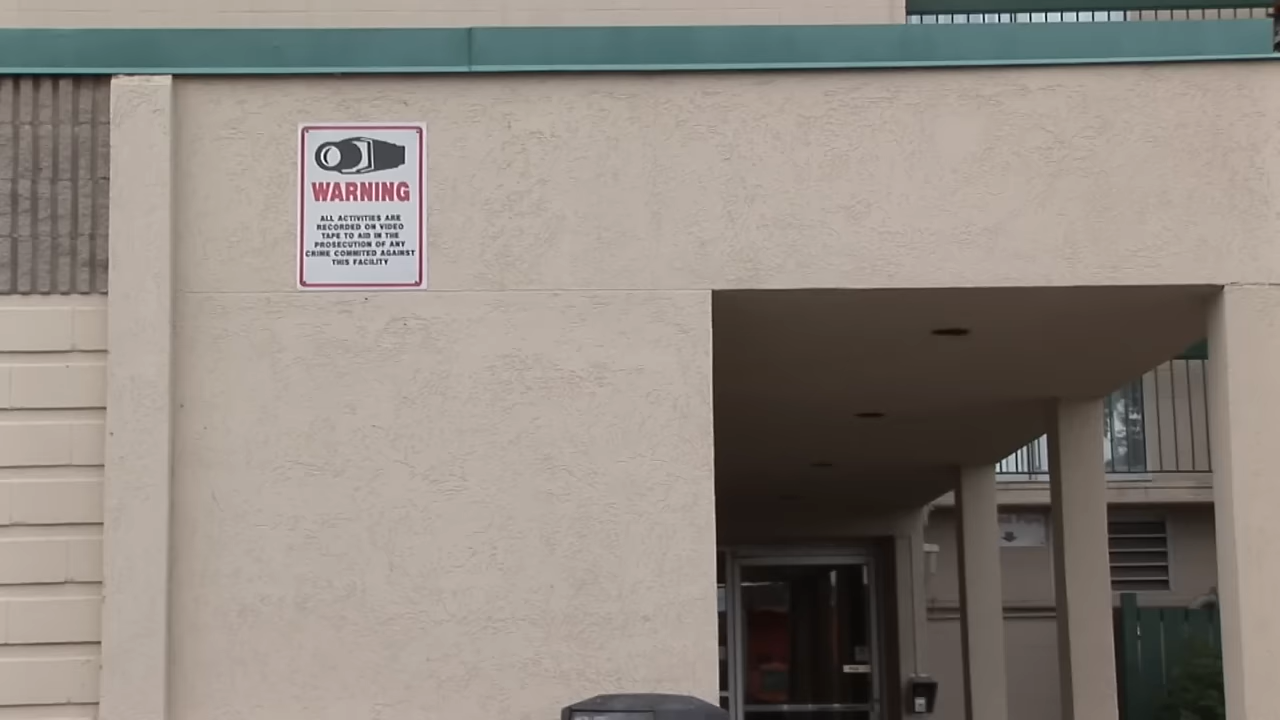 WARNING
ALL ACTIVITIES ARE
RECORDED ON VIDEO
TAPE TO AID IN THE
PROSECUTION OF ANY
CRIME COMMITED AGAINST
THIS FACILITY